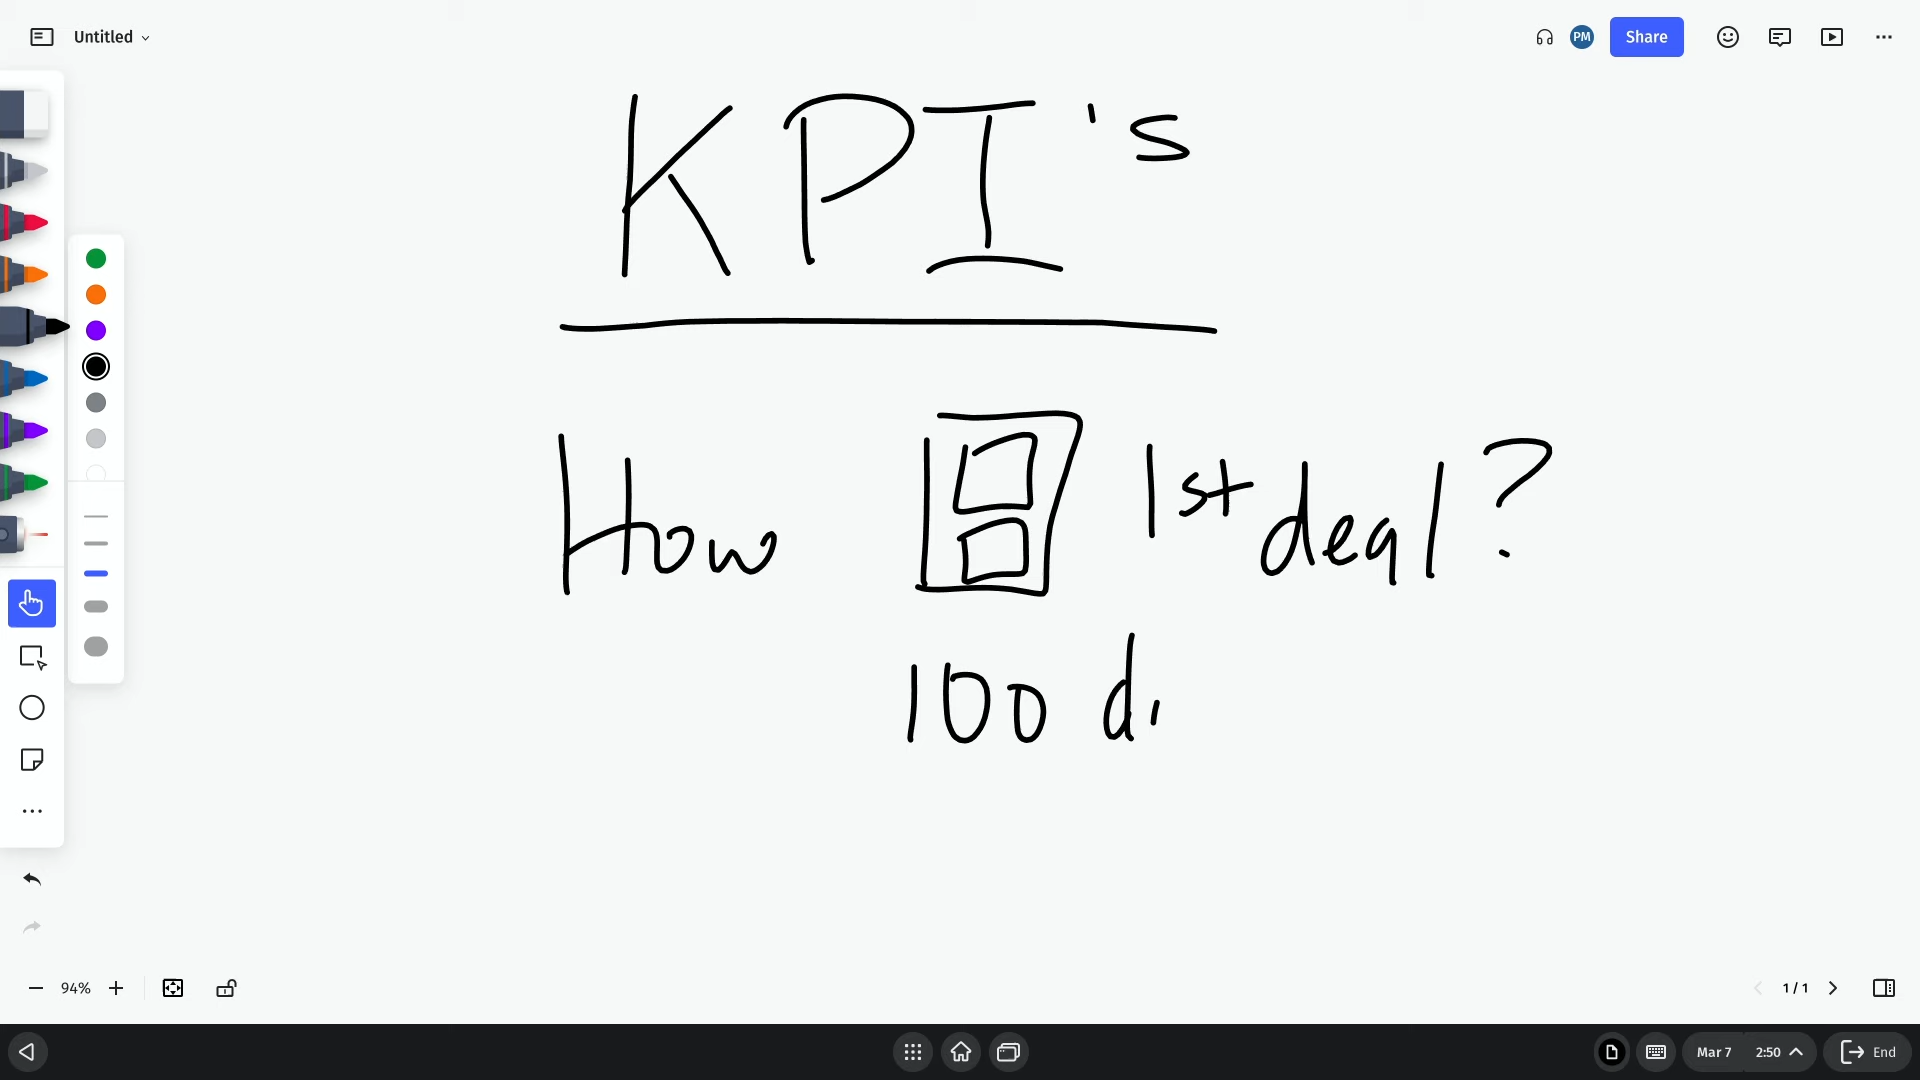 Untitled
PM
Share
KPI's
How 1st deal?
100 d
94%
1 / 1
Mar 7 2:50 End